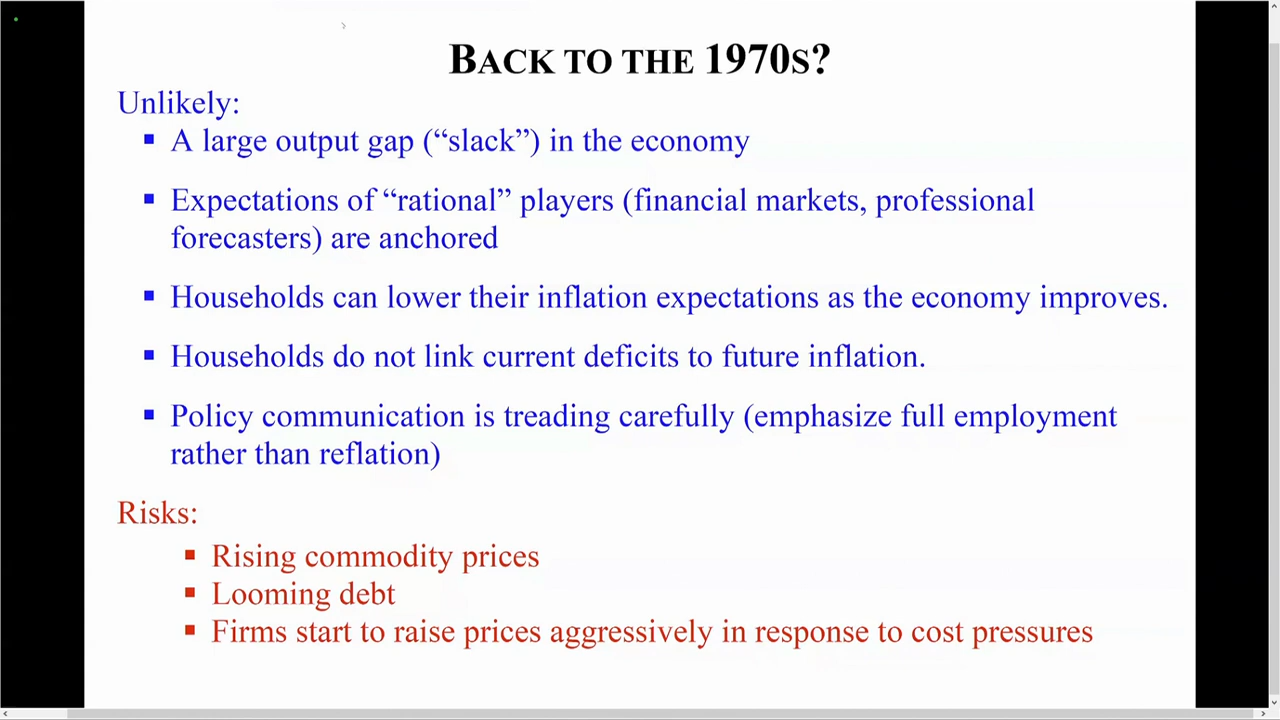 BACK TO THE 1970S?
Unlikely:
▪ A large output gap (“slack”) in the economy
▪ Expectations of “rational” players (financial markets, professional
forecasters) are anchored
▪ Households can lower their inflation expectations as the economy improves.
▪ Households do not link current deficits to future inflation.
▪ Policy communication is treading carefully (emphasize full employment
rather than reflation)
Risks:
▪ Rising commodity prices
▪ Looming debt
▪ Firms start to raise prices aggressively in response to cost pressures